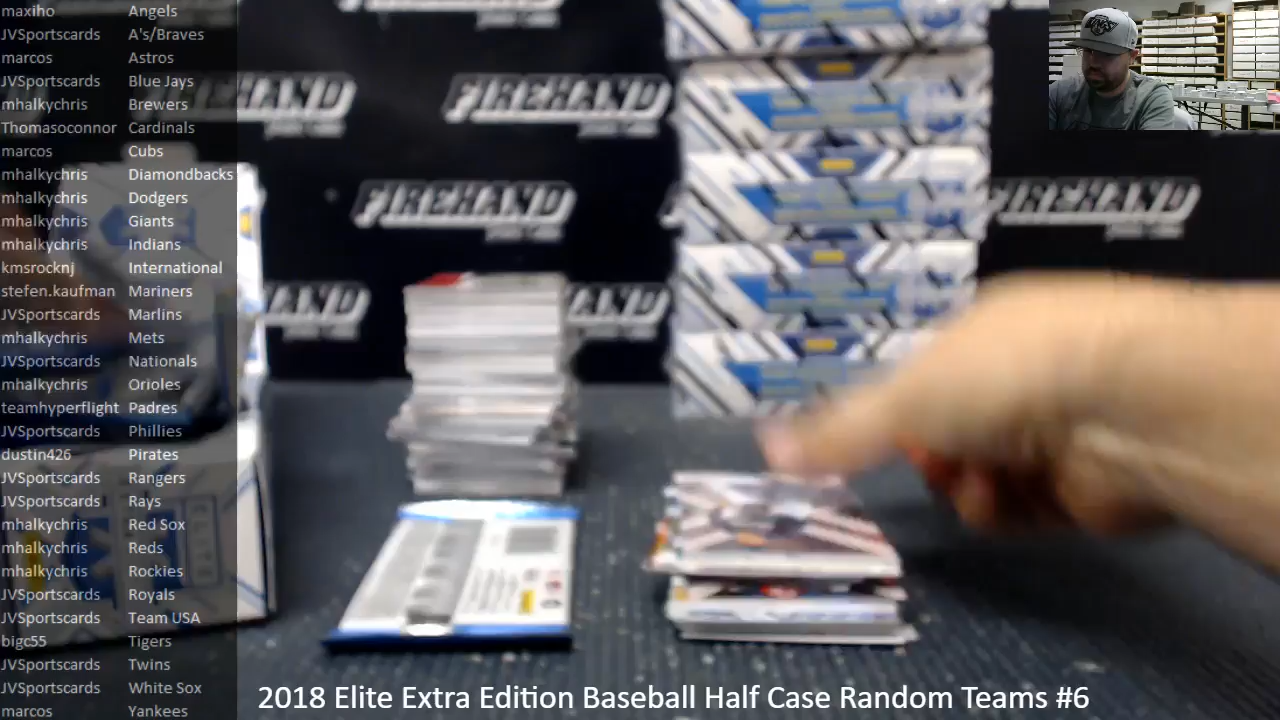 maxiho Angels
JVSportscards A's/Braves
marcos Astros
JVSportscards Blue Jays
mhalkychris Brewers
Thomasoconnor Cardinals
marcos Cubs
mhalkychris Diamondbacks
mhalkychris Dodgers
mhalkychris Giants
mhalkychris Indians
kmsrocknj International
stefen.kaufman Mariners
JVSportscards Marlins
mhalkychris Mets
JVSportscards Nationals
mhalkychris Orioles
teamhyperflight Padres
JVSportscards Phillies
dustin426 Pirates
JVSportscards Rangers
JVSportscards Rays
mhalkychris Red Sox
mhalkychris Reds
mhalkychris Rockies
JVSportscards Royals
JVSportscards Team USA
bigc55 Tigers
JVSportscards Twins
JVSportscards White Sox
marcos Yankees
FIREHAND
FIREHAND
FIREHAND
FIREHAND
2018 Elite Extra Edition Baseball Half Case Random Teams #6